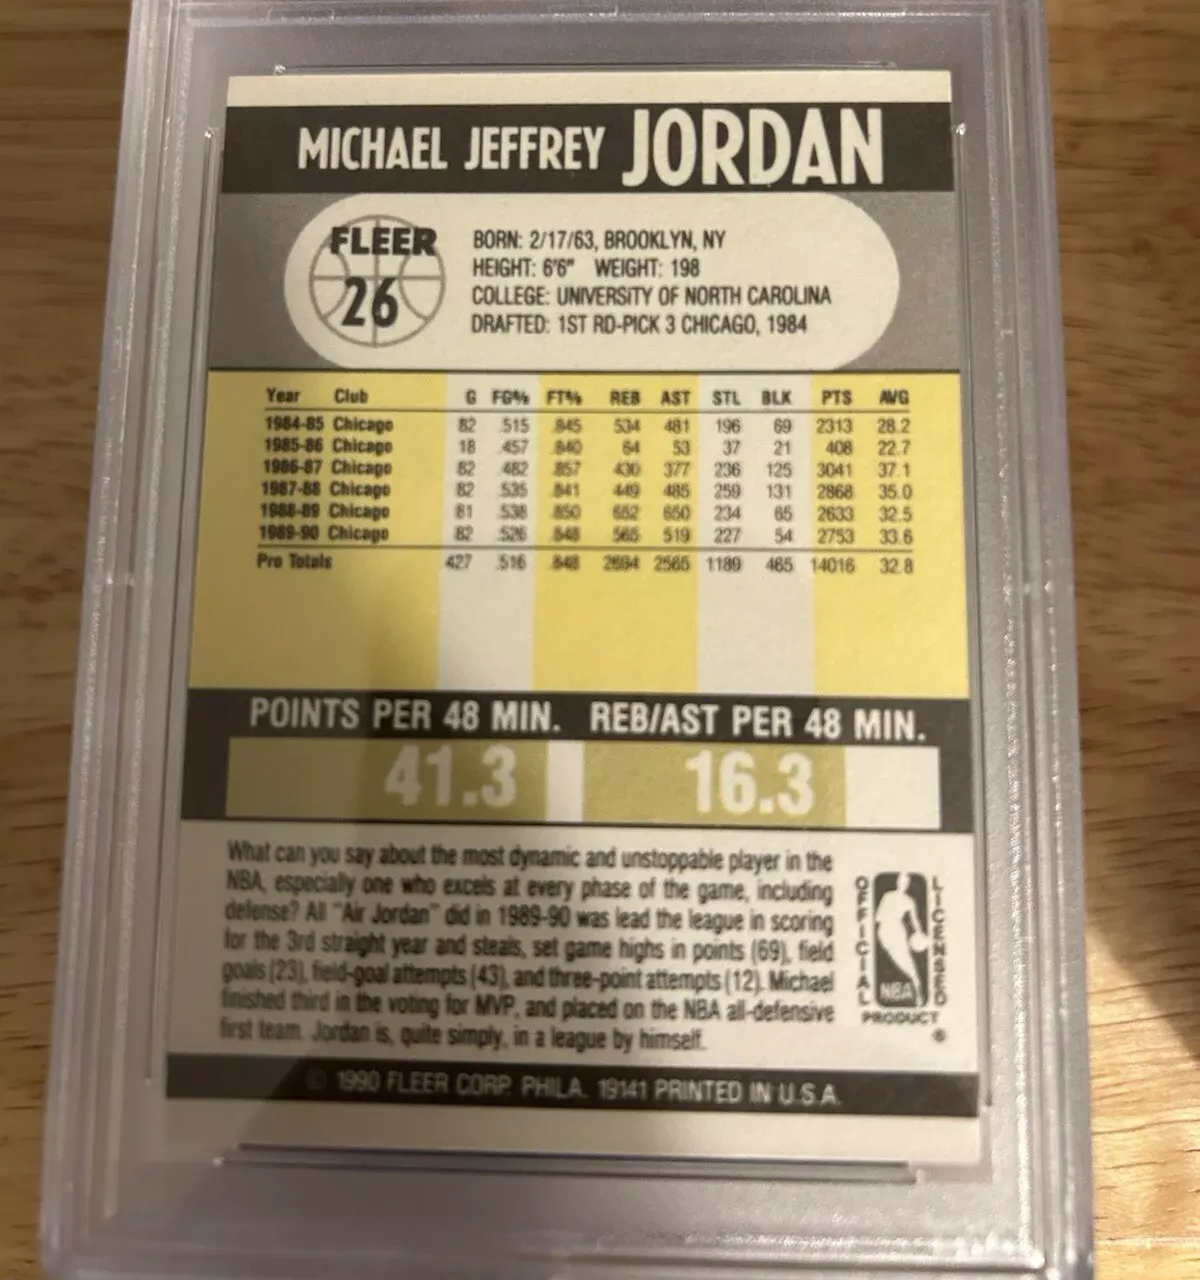 MICHAEL JEFFREY JORDAN
FLEER
26
BORN: 2/17/63, BROOKLYN, NY
HEIGHT: 6'6" WEIGHT: 198
COLLEGE: UNIVERSITY OF NORTH CAROLINA
DRAFTED: 1ST RD-PICK 3 CHICAGO, 1984
Year Club G FG% FT% REB AST STL BLK PTS AVG
1984-85 Chicago 82 .515 .845 534 481 196 69 2313 28.2
1985-86 Chicago 18 .457 .840 64 53 37 21 408 22.7
1986-87 Chicago 82 .482 .857 430 377 236 125 3041 37.1
1987-88 Chicago 82 .535 .841 449 485 259 131 2868 35.0
1988-89 Chicago 81 .538 .850 652 650 234 65 2633 32.5
1989-90 Chicago 82 .526 .848 565 519 227 54 2753 33.6
Pro Totals 427 .516 .848 2694 2565 1189 465 14016 32.8
POINTS PER 48 MIN. REB/AST PER 48 MIN.
41.3 16.3
What can you say about the most dynamic and unstoppable player in the
NBA, especially one who excels at every phase of the game, including
defense? All "Air Jordan" did in 1989-90 was lead the league in scoring
for the 3rd straight year and steals, set game highs in points (69), field
goals (23), field-goal attempts (43), and three-point attempts (12). Michael
finished third in the voting for MVP, and placed on the NBA all-defensive
first team. Jordan is, quite simply, in a league by himself.
OFFICIAL LICENSED
NBA
PRODUCT
®
© 1990 FLEER CORP. PHILA. 19141 PRINTED IN U.S.A.